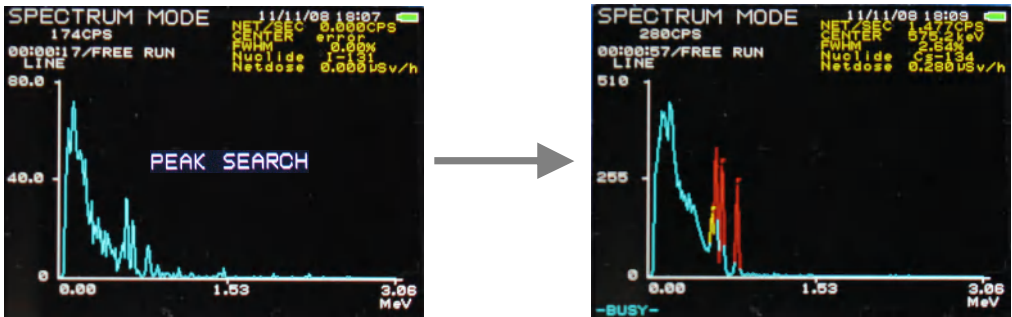 SPECTRUM MODE 11/11/08 18:07
174CPS
NET/SEC 0.000CPS
CENTER error
FWHM 0.00%
Nuclide I-131
Netdose 0.000μSv/h
00:00:17/FREE RUN
LINE
80.0
PEAK SEARCH
40.0
0
0.00 1.53 3.06
MeV
SPECTRUM MODE 11/11/08 18:09
280CPS
NET/SEC 1.477CPS
CENTER 575.2keV
FWHM 2.64%
Nuclide Cs-134
Netdose 0.280μSv/h
00:00:57/FREE RUN
LINE
510
255
0
0.00 1.53 3.06
MeV
-BUSY-